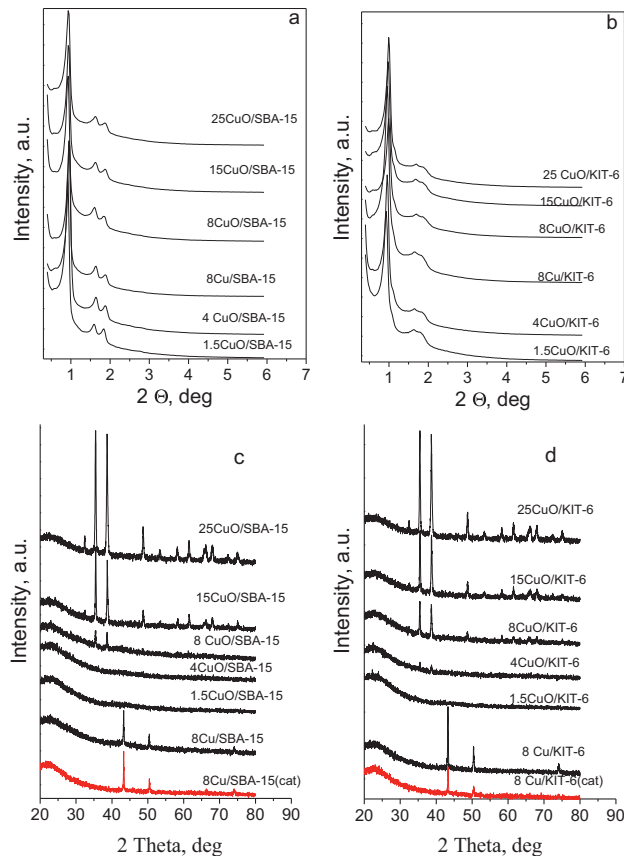 a
Intensity, a.u.
25CuO/SBA-15
15CuO/SBA-15
8CuO/SBA-15
8Cu/SBA-15
4 CuO/SBA-15
1.5CuO/SBA-15
1 2 3 4 5 6 7
2 Θ, deg
b
Intensity, a.u.
25 CuO/KIT-6
15CuO/KIT-6
8CuO/KIT-6
8Cu/KIT-6
4CuO/KIT-6
1.5CuO/KIT-6
1 2 3 4 5 6 7
2 Θ, deg
c
Intensity, a.u.
25CuO/SBA-15
15CuO/SBA-15
8 CuO/SBA-15
4CuO/SBA-15
1.5CuO/SBA-15
8Cu/SBA-15
8Cu/SBA-15(cat)
20 30 40 50 60 70 80 90
2 Theta, deg
d
Intensity, a.u.
25CuO/KIT-6
15CuO/KIT-6
8CuO/KIT-6
4CuO/KIT-6
1.5CuO/KIT-6
8 Cu/KIT-6
8 Cu/KIT-6(cat)
20 30 40 50 60 70 80 90
2 Theta, deg